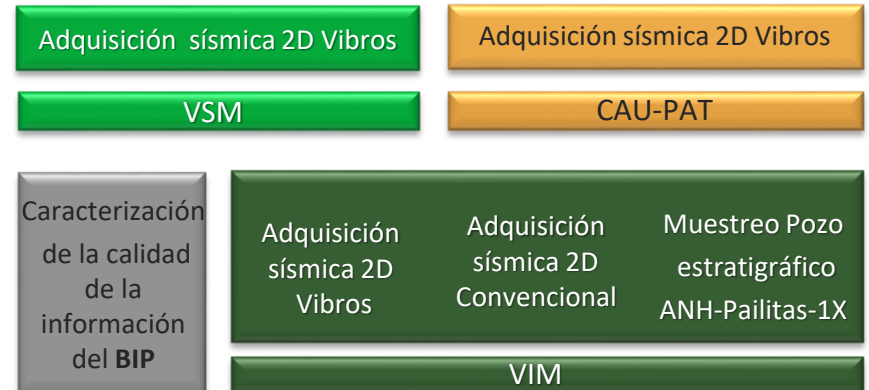 Adquisición sísmica 2D Vibros
VSM
Adquisición sísmica 2D Vibros
CAU-PAT
Caracterización
de la calidad
de la
información
del BIP
Adquisición
sísmica 2D
Vibros
Adquisición
sísmica 2D
Convencional
Muestreo Pozo
estratigráfico
ANH-Pailitas-1X
VIM